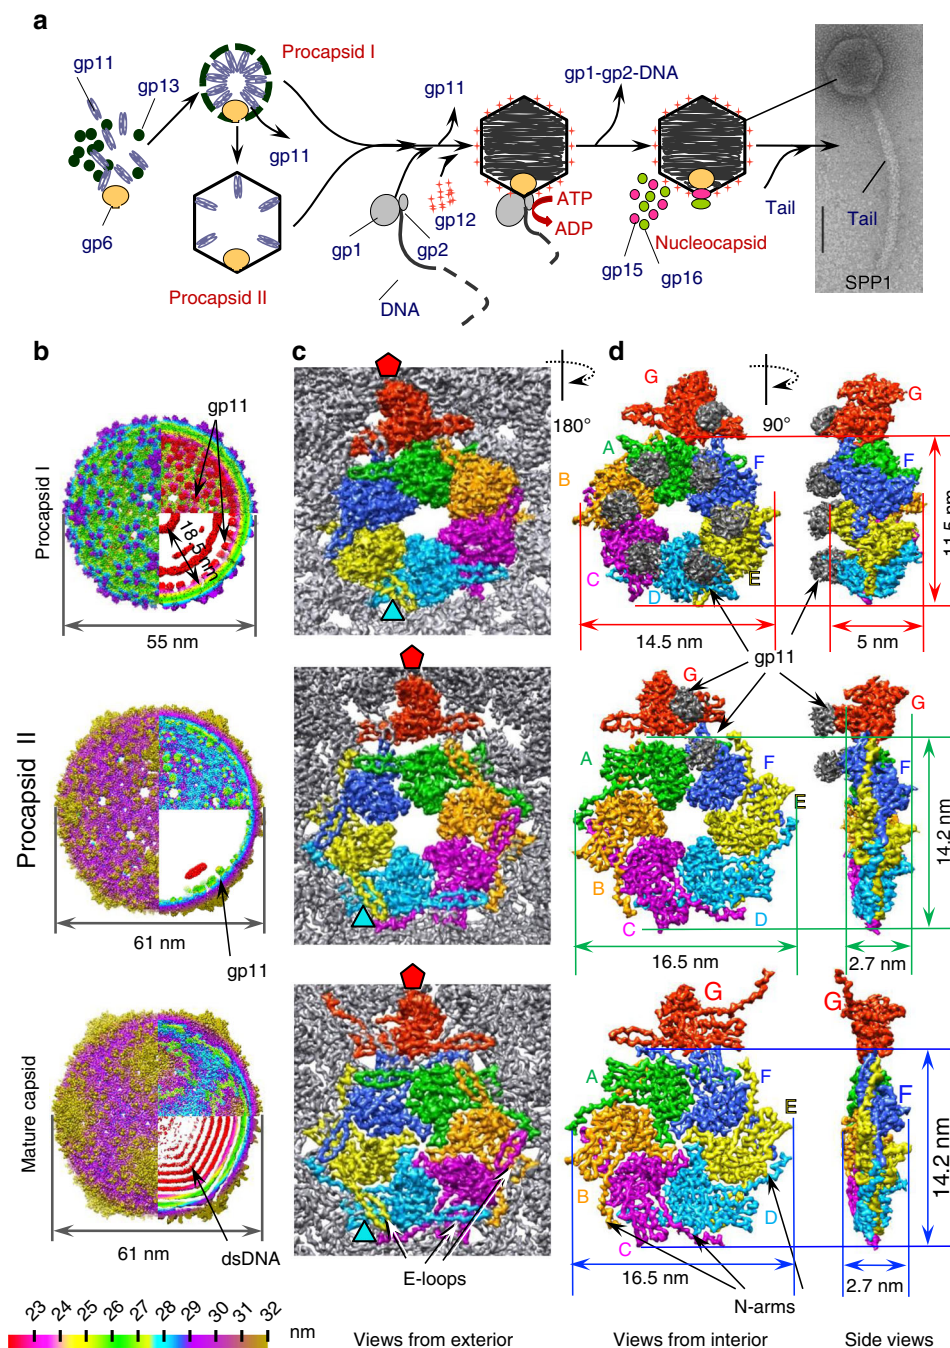 a
Procapsid I
gp11
gp13
gp11
gp6
Procapsid II
gp11
gp1-gp2-DNA
gp12
gp1
gp2
DNA
ATP
ADP
Nucleocapsid
gp15
gp16
Tail
Tail
SPP1
b
c
d
180°
90°
Procapsid I
gp11
18.5 nm
55 nm
G
A
B
F
C
D
E
14.5 nm
G
F
11.5 nm
5 nm
gp11
Procapsid II
61 nm
gp11
G
A
F
E
B
C
D
16.5 nm
G
F
14.2 nm
2.7 nm
Mature capsid
61 nm
dsDNA
E-loops
G
A
F
E
B
C
D
16.5 nm
N-arms
G
F
14.2 nm
2.7 nm
23 24 25 26 27 28 29 30 31 32 nm
Views from exterior
Views from interior
Side views